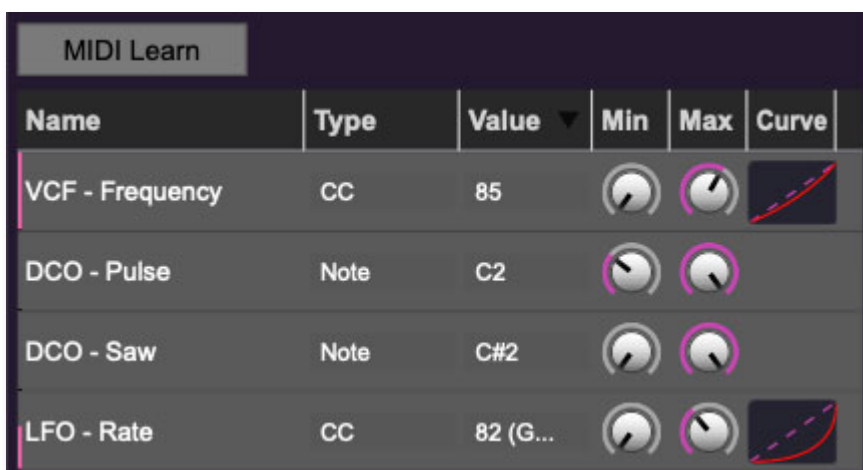 MIDI Learn
Name Type Value Min Max Curve
VCF - Frequency CC 85
DCO - Pulse Note C2
DCO - Saw Note C#2
LFO - Rate CC 82 (G...